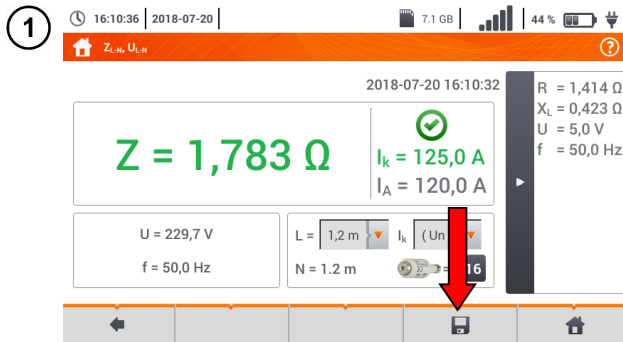 1
16:10:36 2018-07-20 7.1 GB 44 %
ZL-N, UL-N ?
2018-07-20 16:10:32
Z = 1,783 Ω
Ik = 125,0 A
IA = 120,0 A
R = 1,414 Ω
XL = 0,423 Ω
U = 5,0 V
f = 50,0 Hz
U = 229,7 V
f = 50,0 Hz
L = 1,2 m Ik (Un
N = 1.2 m = 16